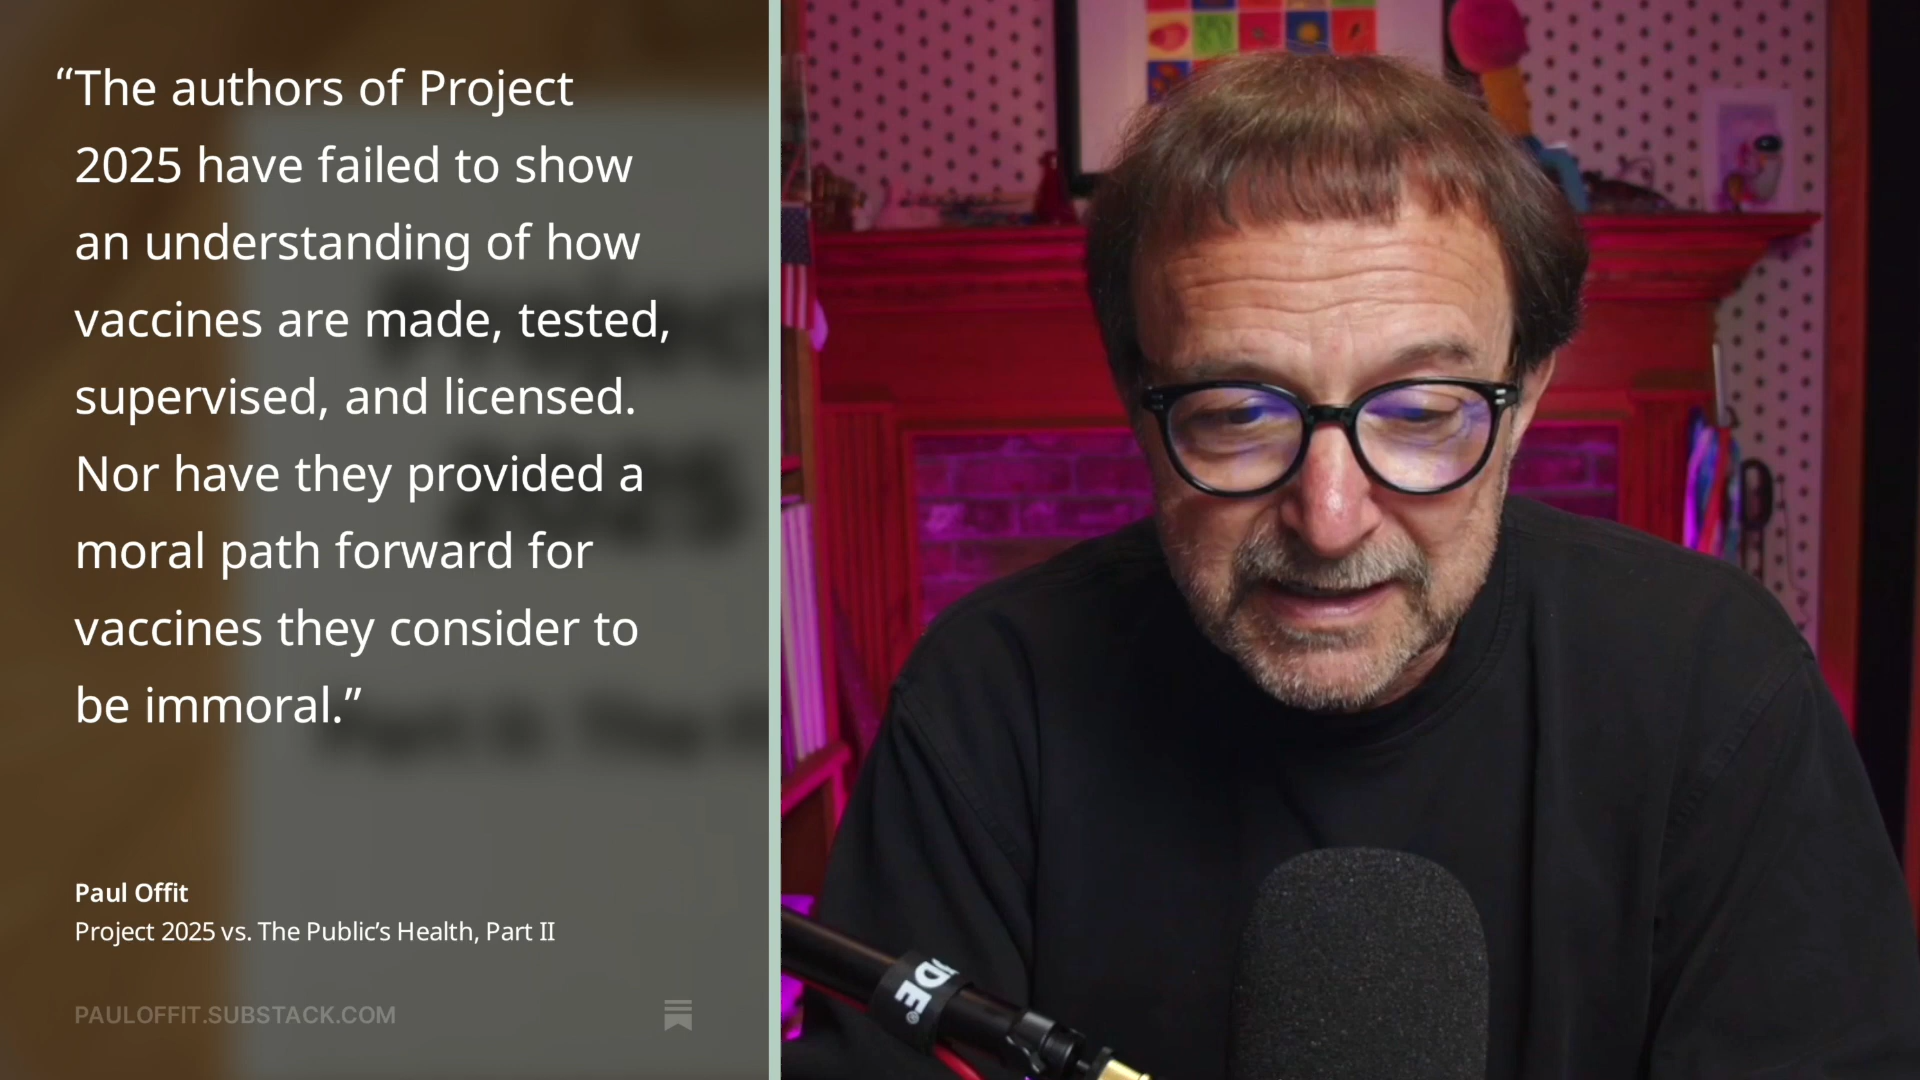 “The authors of Project
2025 have failed to show
an understanding of how
vaccines are made, tested,
supervised, and licensed.
Nor have they provided a
moral path forward for
vaccines they consider to
be immoral.”
Paul Offit
Project 2025 vs. The Public’s Health, Part II
PAULOFFIT.SUBSTACK.COM